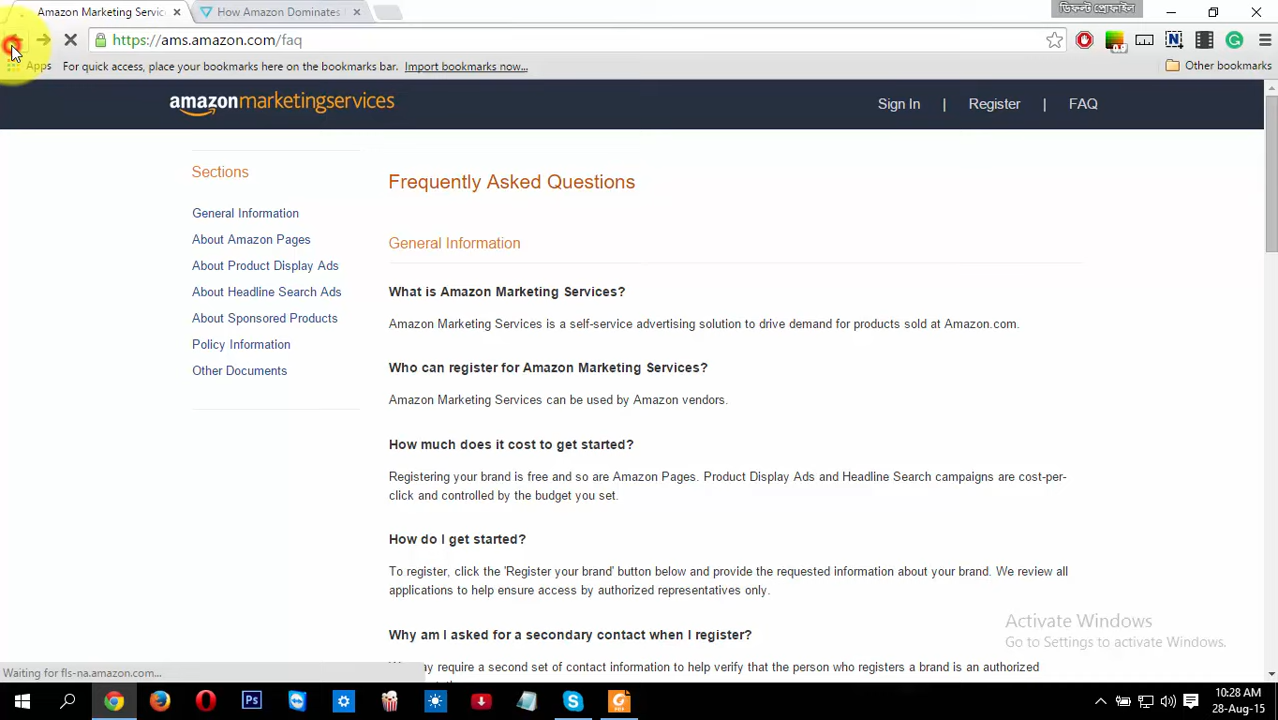 Amazon Marketing Servic
How Amazon Dominates
ডিফল্ট প্রোফাইল
https://ams.amazon.com/faq
Apps
For quick access, place your bookmarks here on the bookmarks bar. Import bookmarks now...
Other bookmarks
amazonmarketingservices
Sign In | Register | FAQ
Sections
General Information
About Amazon Pages
About Product Display Ads
About Headline Search Ads
About Sponsored Products
Policy Information
Other Documents
Frequently Asked Questions
General Information
What is Amazon Marketing Services?
Amazon Marketing Services is a self-service advertising solution to drive demand for products sold at Amazon.com.
Who can register for Amazon Marketing Services?
Amazon Marketing Services can be used by Amazon vendors.
How much does it cost to get started?
Registering your brand is free and so are Amazon Pages. Product Display Ads and Headline Search campaigns are cost-per-
click and controlled by the budget you set.
How do I get started?
To register, click the 'Register your brand' button below and provide the requested information about your brand. We review all
applications to help ensure access by authorized representatives only.
Why am I asked for a secondary contact when I register?
may require a second set of contact information to help verify that the person who registers a brand is an authorized
Activate Windows
Go to Settings to activate Windows.
Waiting for fls-na.amazon.com...
Ps
10:28 AM
28-Aug-15